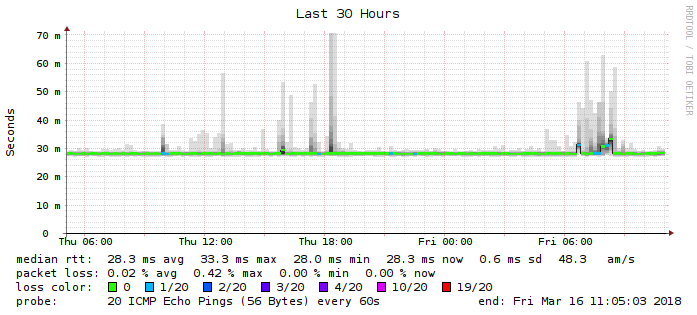 Last 30 Hours
RRDTOOL / TOBI OETIKER
Seconds
70 m
60 m
50 m
40 m
30 m
20 m
10 m
0
Thu 06:00 Thu 12:00 Thu 18:00 Fri 00:00 Fri 06:00
median rtt: 28.3 ms avg 33.3 ms max 28.0 ms min 28.3 ms now 0.6 ms sd 48.3 am/s
packet loss: 0.02 % avg 0.42 % max 0.00 % min 0.00 % now
loss color: 0 1/20 2/20 3/20 4/20 10/20 19/20
probe: 20 ICMP Echo Pings (56 Bytes) every 60s end: Fri Mar 16 11:05:03 2018